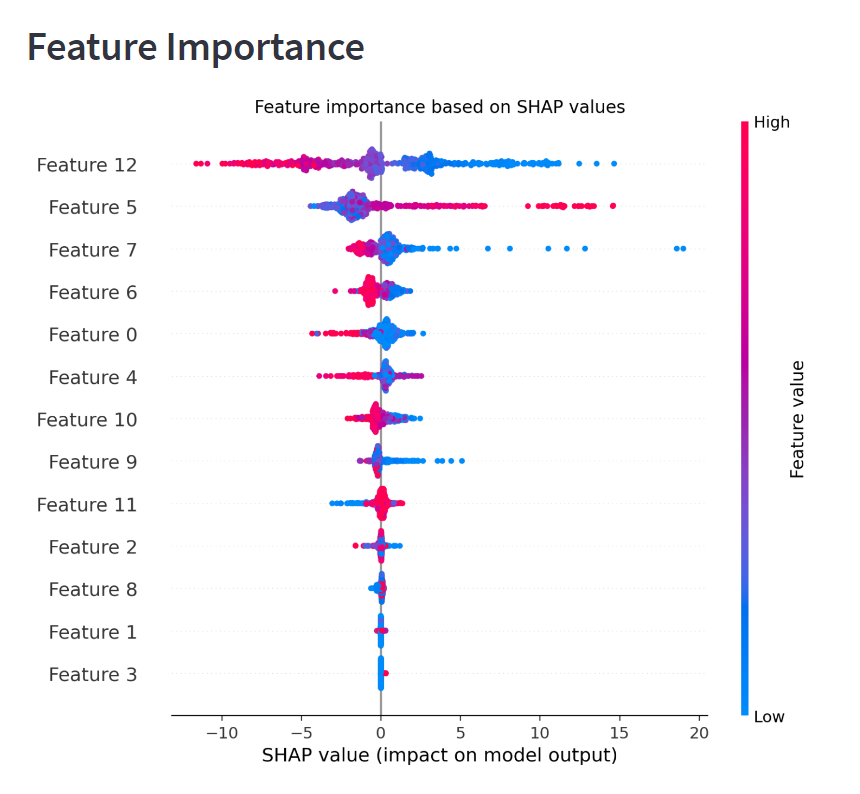 Feature Importance
Feature importance based on SHAP values
High
Feature 12
Feature 5
Feature 7
Feature 6
Feature 0
Feature 4
Feature 10
Feature 9
Feature 11
Feature 2
Feature 8
Feature 1
Feature 3
Feature value
Low
−10 −5 0 5 10 15 20
SHAP value (impact on model output)